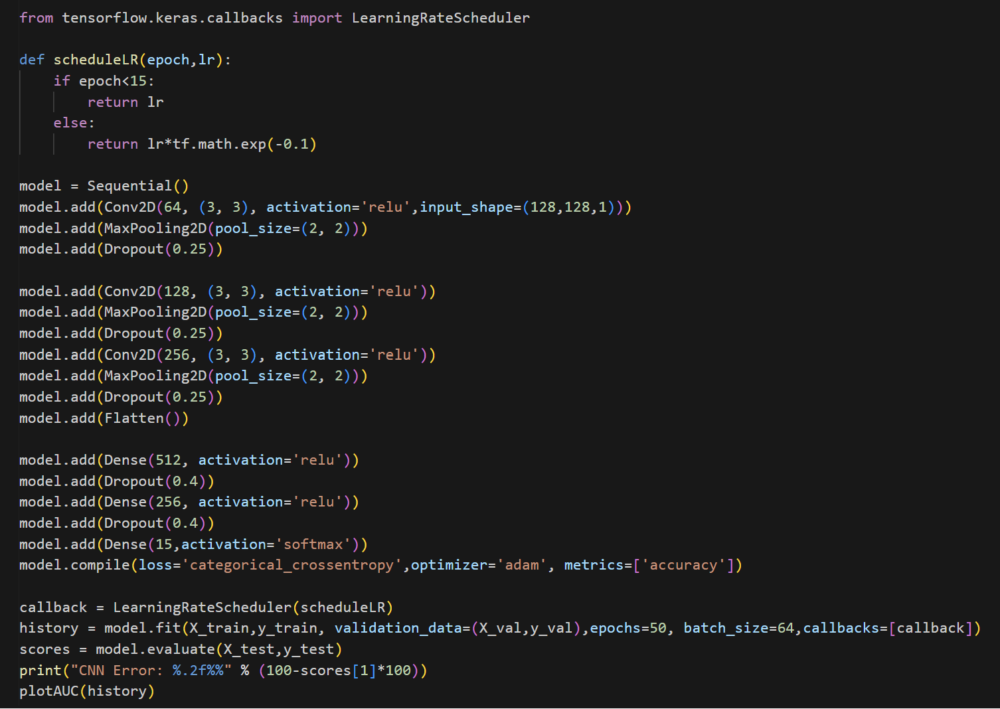 from tensorflow.keras.callbacks import LearningRateScheduler
def scheduleLR(epoch,lr):
    if epoch<15:
        return lr
    else:
        return lr*tf.math.exp(-0.1)
model = Sequential()
model.add(Conv2D(64, (3, 3), activation='relu',input_shape=(128,128,1)))
model.add(MaxPooling2D(pool_size=(2, 2)))
model.add(Dropout(0.25))
model.add(Conv2D(128, (3, 3), activation='relu'))
model.add(MaxPooling2D(pool_size=(2, 2)))
model.add(Dropout(0.25))
model.add(Conv2D(256, (3, 3), activation='relu'))
model.add(MaxPooling2D(pool_size=(2, 2)))
model.add(Dropout(0.25))
model.add(Flatten())
model.add(Dense(512, activation='relu'))
model.add(Dropout(0.4))
model.add(Dense(256, activation='relu'))
model.add(Dropout(0.4))
model.add(Dense(15,activation='softmax'))
model.compile(loss='categorical_crossentropy',optimizer='adam', metrics=['accuracy'])
callback = LearningRateScheduler(scheduleLR)
history = model.fit(X_train,y_train, validation_data=(X_val,y_val),epochs=50, batch_size=64,callbacks=[callback])
scores = model.evaluate(X_test,y_test)
print("CNN Error: %.2f%%" % (100-scores[1]*100))
plotAUC(history)